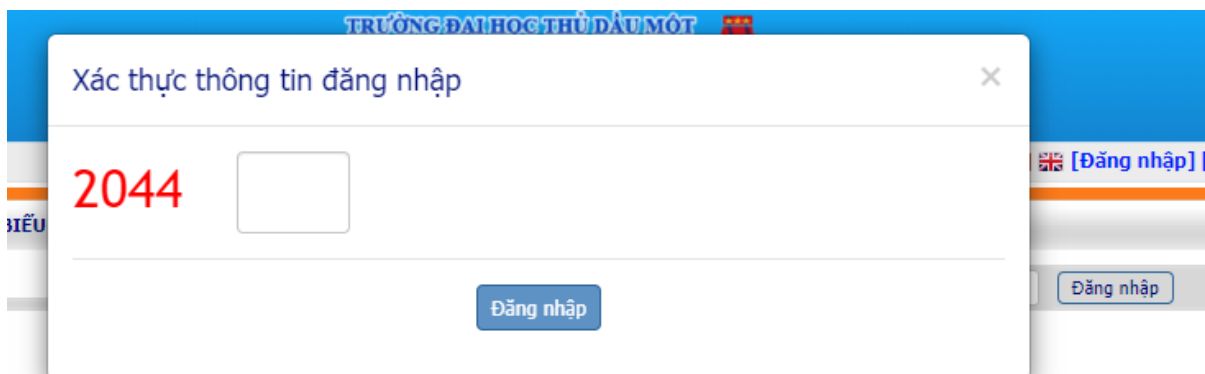 TRƯỜNG ĐẠI HỌC THỦ DẦU MỘT
Xác thực thông tin đăng nhập
×
2044
[Đăng nhập]
Đăng nhập
Đăng nhập